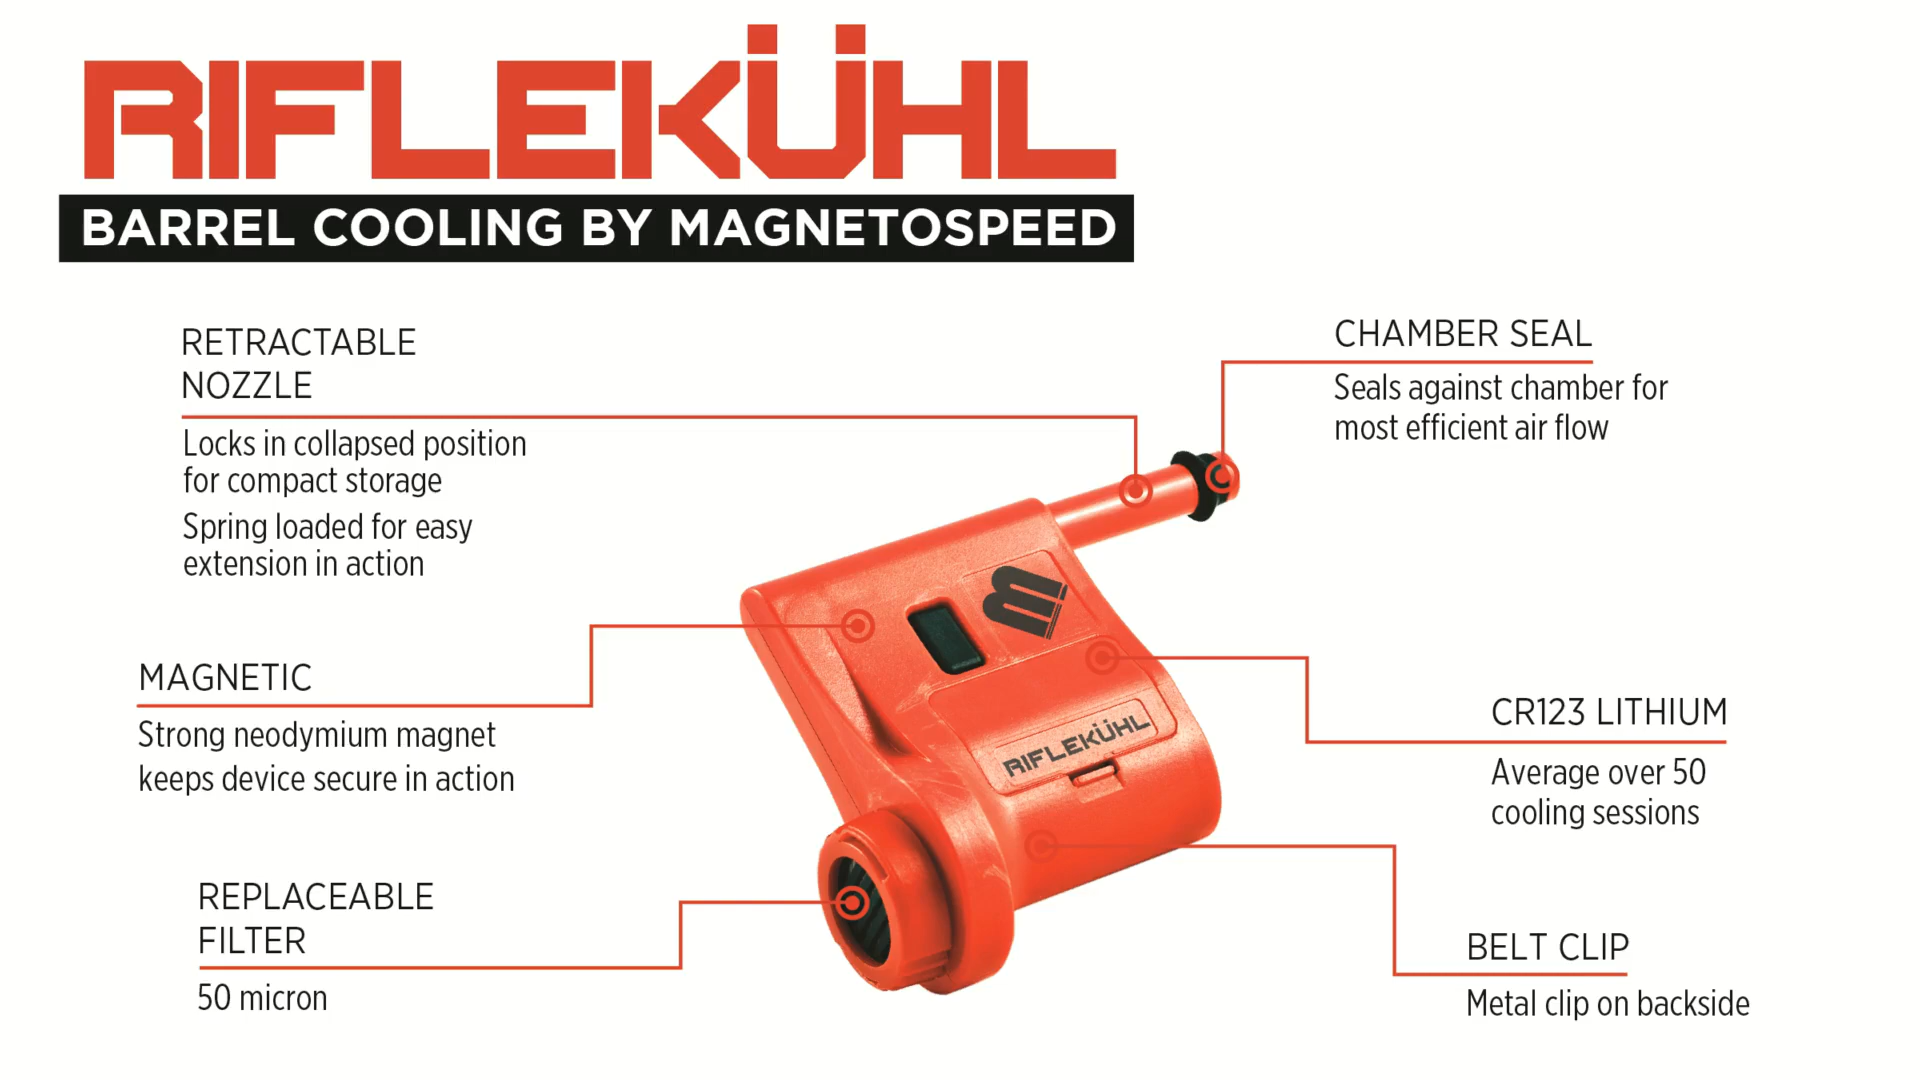 RIFLEKÜHL
BARREL COOLING BY MAGNETOSPEED
RETRACTABLE
NOZZLE
Locks in collapsed position
for compact storage
Spring loaded for easy
extension in action
CHAMBER SEAL
Seals against chamber for
most efficient air flow
MAGNETIC
Strong neodymium magnet
keeps device secure in action
RIFLEKÜHL
CR123 LITHIUM
Average over 50
cooling sessions
REPLACEABLE
FILTER
50 micron
BELT CLIP
Metal clip on backside